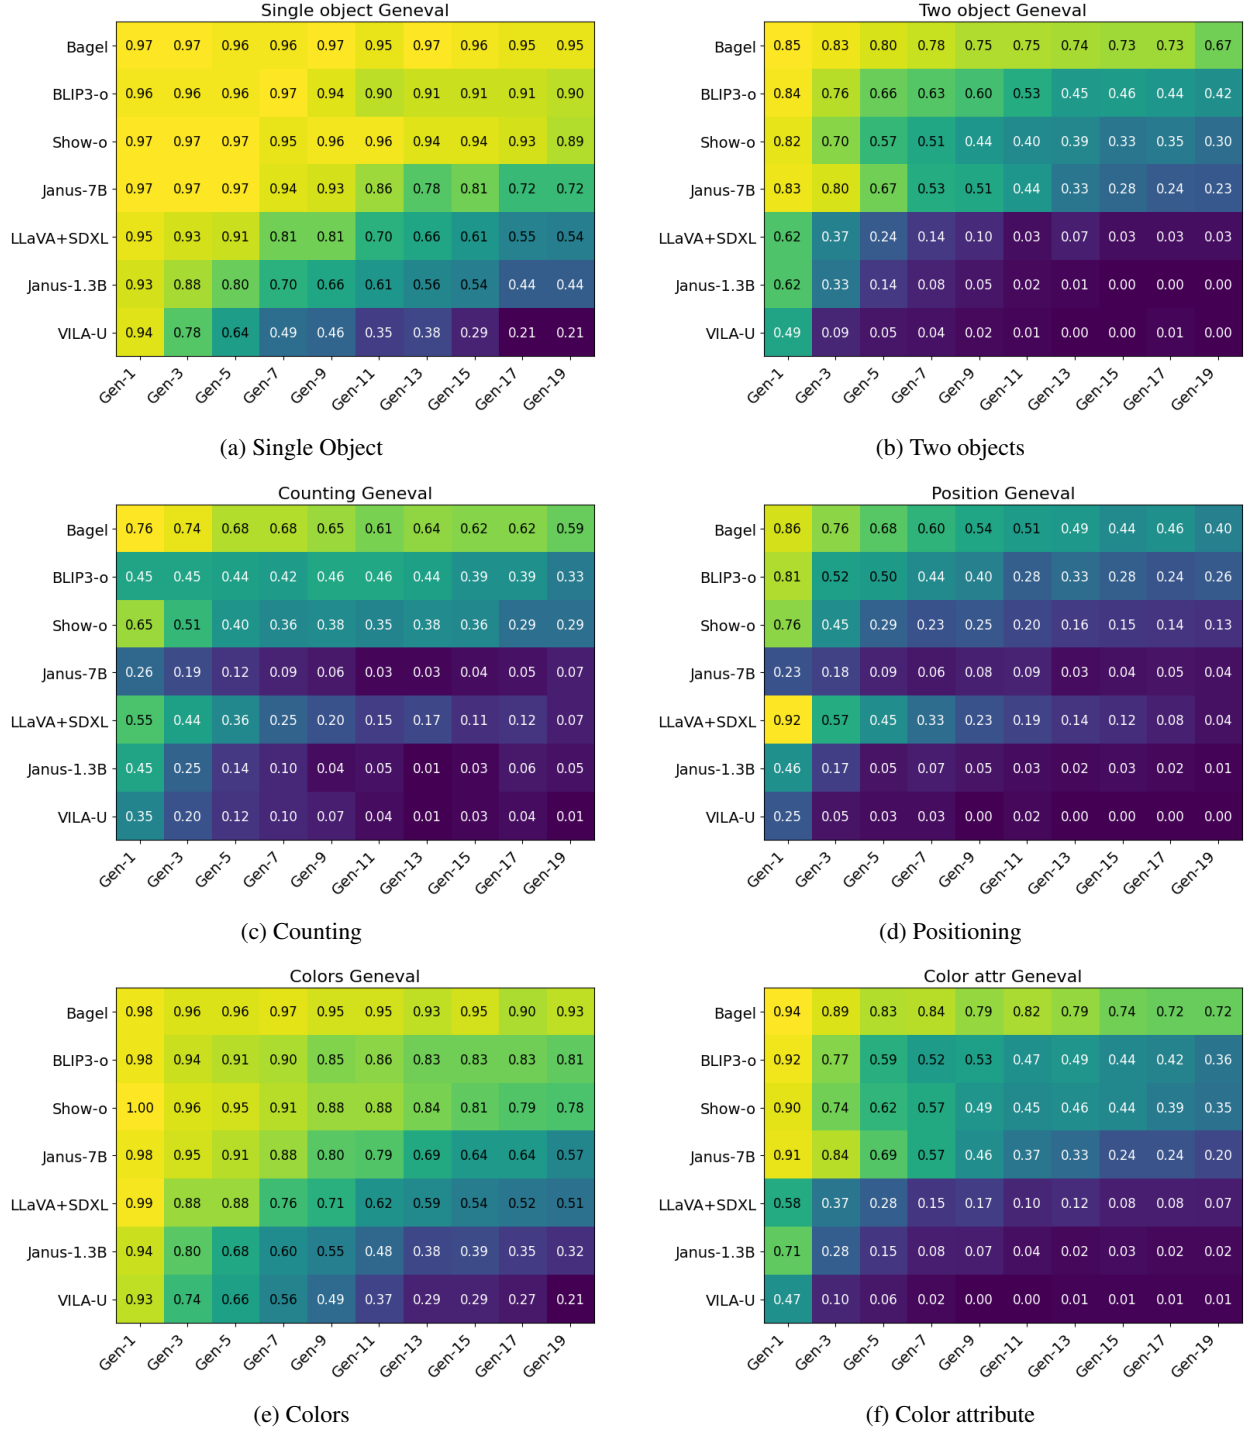 Single object Geneval
Bagel 0.97 0.97 0.96 0.96 0.97 0.95 0.97 0.96 0.95 0.95
BLIP3-o 0.96 0.96 0.96 0.97 0.94 0.90 0.91 0.91 0.91 0.90
Show-o 0.97 0.97 0.97 0.95 0.96 0.96 0.94 0.94 0.93 0.89
Janus-7B 0.97 0.97 0.97 0.94 0.93 0.86 0.78 0.81 0.72 0.72
LLaVA+SDXL 0.95 0.93 0.91 0.81 0.81 0.70 0.66 0.61 0.55 0.54
Janus-1.3B 0.93 0.88 0.80 0.70 0.66 0.61 0.56 0.54 0.44 0.44
VILA-U 0.94 0.78 0.64 0.49 0.46 0.35 0.38 0.29 0.21 0.21
Gen-1 Gen-3 Gen-5 Gen-7 Gen-9 Gen-11 Gen-13 Gen-15 Gen-17 Gen-19
(a) Single Object
Two object Geneval
Bagel 0.85 0.83 0.80 0.78 0.75 0.75 0.74 0.73 0.73 0.67
BLIP3-o 0.84 0.76 0.66 0.63 0.60 0.53 0.45 0.46 0.44 0.42
Show-o 0.82 0.70 0.57 0.51 0.44 0.40 0.39 0.33 0.35 0.30
Janus-7B 0.83 0.80 0.67 0.53 0.51 0.44 0.33 0.28 0.24 0.23
LLaVA+SDXL 0.62 0.37 0.24 0.14 0.10 0.03 0.07 0.03 0.03 0.03
Janus-1.3B 0.62 0.33 0.14 0.08 0.05 0.02 0.01 0.00 0.00 0.00
VILA-U 0.49 0.09 0.05 0.04 0.02 0.01 0.00 0.00 0.01 0.00
Gen-1 Gen-3 Gen-5 Gen-7 Gen-9 Gen-11 Gen-13 Gen-15 Gen-17 Gen-19
(b) Two objects
Counting Geneval
Bagel 0.76 0.74 0.68 0.68 0.65 0.61 0.64 0.62 0.62 0.59
BLIP3-o 0.45 0.45 0.44 0.42 0.46 0.46 0.44 0.39 0.39 0.33
Show-o 0.65 0.51 0.40 0.36 0.38 0.35 0.38 0.36 0.29 0.29
Janus-7B 0.26 0.19 0.12 0.09 0.06 0.03 0.03 0.04 0.05 0.07
LLaVA+SDXL 0.55 0.44 0.36 0.25 0.20 0.15 0.17 0.11 0.12 0.07
Janus-1.3B 0.45 0.25 0.14 0.10 0.04 0.05 0.01 0.03 0.06 0.05
VILA-U 0.35 0.20 0.12 0.10 0.07 0.04 0.01 0.03 0.04 0.01
Gen-1 Gen-3 Gen-5 Gen-7 Gen-9 Gen-11 Gen-13 Gen-15 Gen-17 Gen-19
(c) Counting
Position Geneval
Bagel 0.86 0.76 0.68 0.60 0.54 0.51 0.49 0.44 0.46 0.40
BLIP3-o 0.81 0.52 0.50 0.44 0.40 0.28 0.33 0.28 0.24 0.26
Show-o 0.76 0.45 0.29 0.23 0.25 0.20 0.16 0.15 0.14 0.13
Janus-7B 0.23 0.18 0.09 0.06 0.08 0.09 0.03 0.04 0.05 0.04
LLaVA+SDXL 0.92 0.57 0.45 0.33 0.23 0.19 0.14 0.12 0.08 0.04
Janus-1.3B 0.46 0.17 0.05 0.07 0.05 0.03 0.02 0.03 0.02 0.01
VILA-U 0.25 0.05 0.03 0.03 0.00 0.02 0.00 0.00 0.00 0.00
Gen-1 Gen-3 Gen-5 Gen-7 Gen-9 Gen-11 Gen-13 Gen-15 Gen-17 Gen-19
(d) Positioning
Colors Geneval
Bagel 0.98 0.96 0.96 0.97 0.95 0.95 0.93 0.95 0.90 0.93
BLIP3-o 0.98 0.94 0.91 0.90 0.85 0.86 0.83 0.83 0.83 0.81
Show-o 1.00 0.96 0.95 0.91 0.88 0.88 0.84 0.81 0.79 0.78
Janus-7B 0.98 0.95 0.91 0.88 0.80 0.79 0.69 0.64 0.64 0.57
LLaVA+SDXL 0.99 0.88 0.88 0.76 0.71 0.62 0.59 0.54 0.52 0.51
Janus-1.3B 0.94 0.80 0.68 0.60 0.55 0.48 0.38 0.39 0.35 0.32
VILA-U 0.93 0.74 0.66 0.56 0.49 0.37 0.29 0.29 0.27 0.21
Gen-1 Gen-3 Gen-5 Gen-7 Gen-9 Gen-11 Gen-13 Gen-15 Gen-17 Gen-19
(e) Colors
Color attr Geneval
Bagel 0.94 0.89 0.83 0.84 0.79 0.82 0.79 0.74 0.72 0.72
BLIP3-o 0.92 0.77 0.59 0.52 0.53 0.47 0.49 0.44 0.42 0.36
Show-o 0.90 0.74 0.62 0.57 0.49 0.45 0.46 0.44 0.39 0.35
Janus-7B 0.91 0.84 0.69 0.57 0.46 0.37 0.33 0.24 0.24 0.20
LLaVA+SDXL 0.58 0.37 0.28 0.15 0.17 0.10 0.12 0.08 0.08 0.07
Janus-1.3B 0.71 0.28 0.15 0.08 0.07 0.04 0.02 0.03 0.02 0.02
VILA-U 0.47 0.10 0.06 0.02 0.00 0.00 0.01 0.01 0.01 0.01
Gen-1 Gen-3 Gen-5 Gen-7 Gen-9 Gen-11 Gen-13 Gen-15 Gen-17 Gen-19
(f) Color attribute